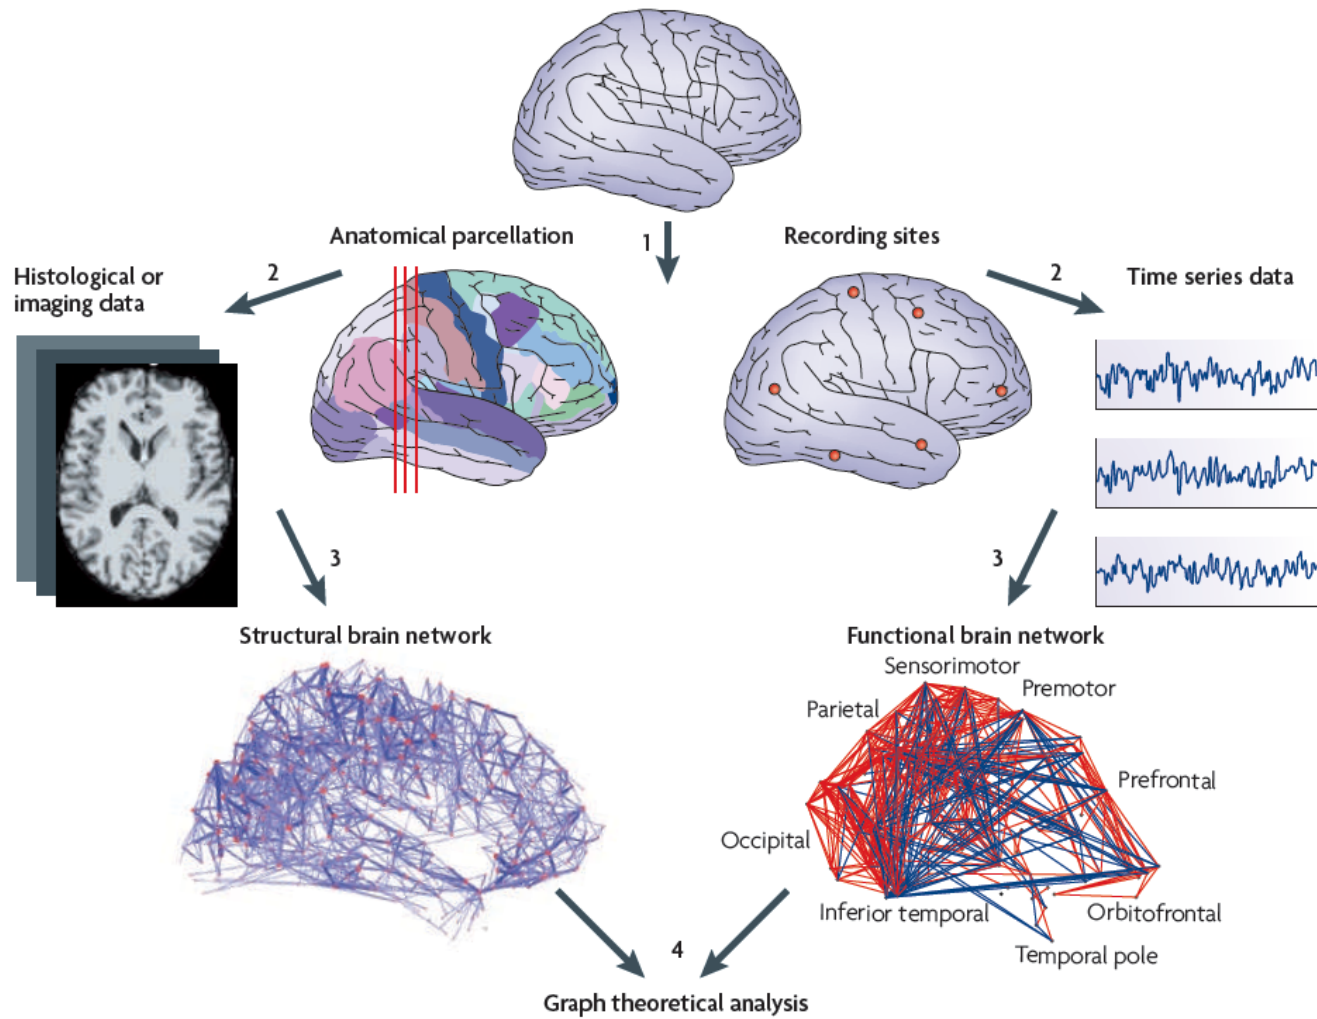 Anatomical parcellation
1
Recording sites
Histological or
imaging data
2
2
Time series data
3
3
Structural brain network
Functional brain network
Sensorimotor
Premotor
Parietal
Prefrontal
Occipital
Inferior temporal
Orbitofrontal
Temporal pole
4
Graph theoretical analysis